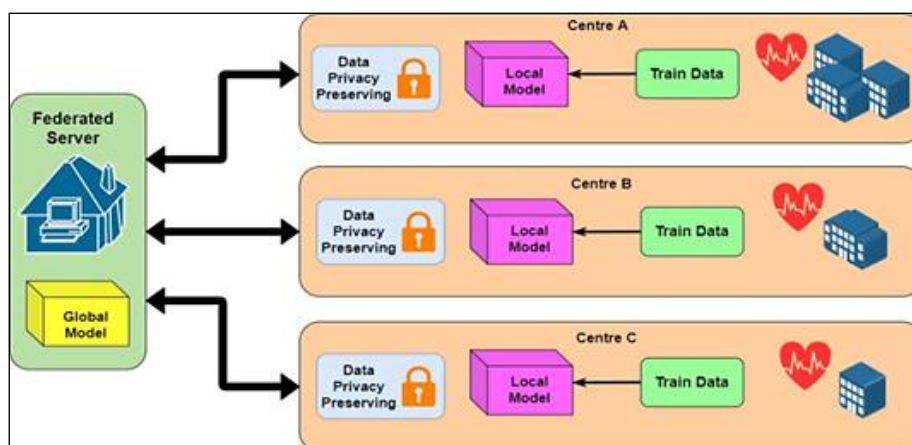 Federated
Server
Global
Model
Centre A
Data
Privacy
Preserving
Local
Model
Train Data
Centre B
Data
Privacy
Preserving
Local
Model
Train Data
Centre C
Data
Privacy
Preserving
Local
Model
Train Data